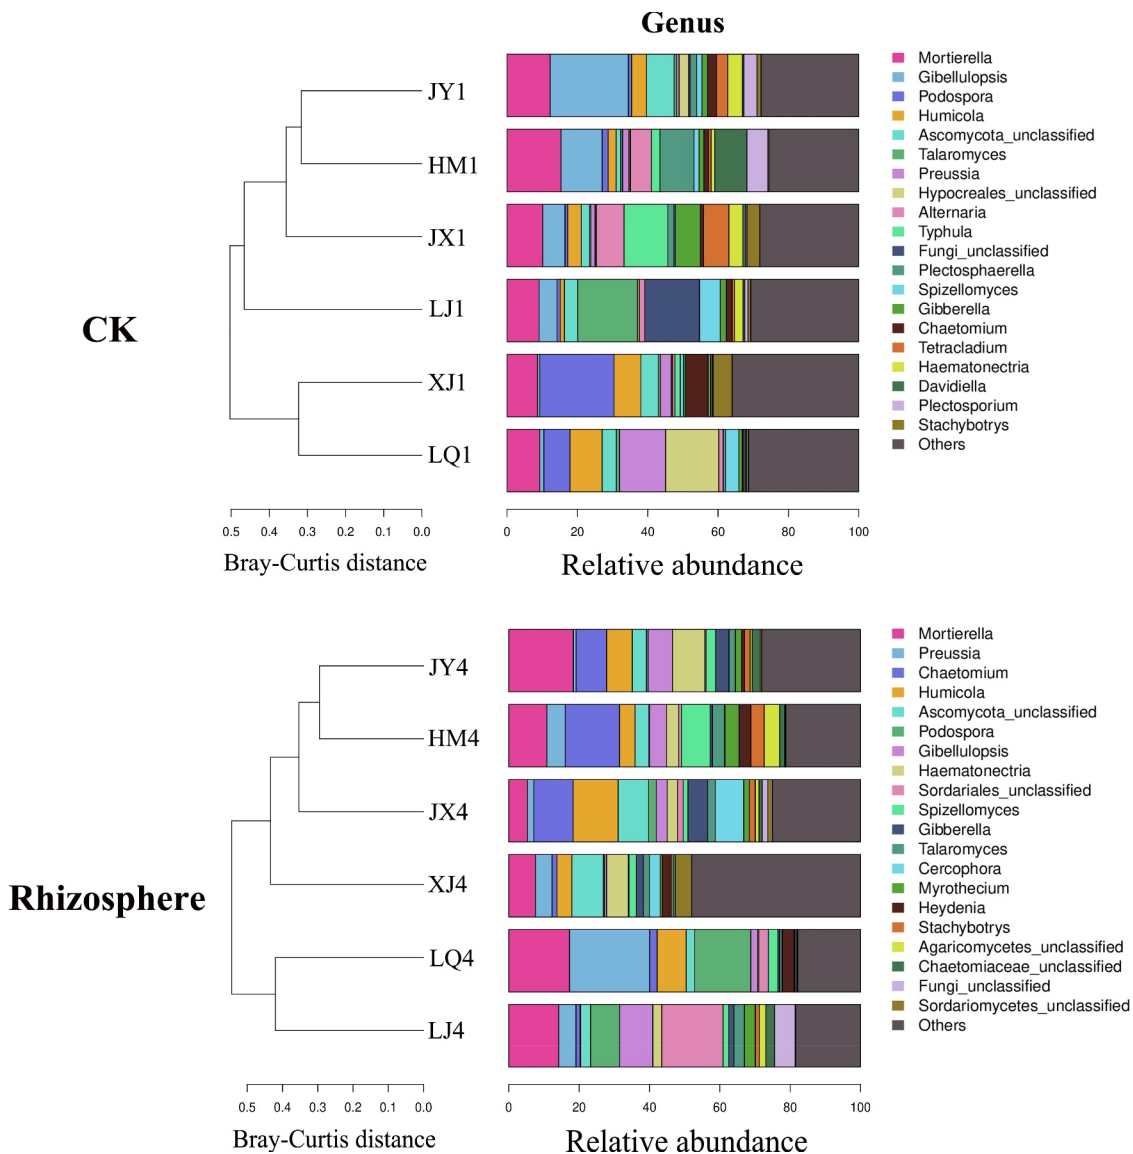 Genus
CK
JY1
HM1
JX1
LJ1
XJ1
LQ1
Mortierella
Gibellulopsis
Podospora
Humicola
Ascomycota_unclassified
Talaromyces
Preussia
Hypocreales_unclassified
Alternaria
Typhula
Fungi_unclassified
Plectosphaerella
Spizellomyces
Gibberella
Chaetomium
Tetracladium
Haematonectria
Davidiella
Plectosporium
Stachybotrys
Others
0.5 0.4 0.3 0.2 0.1 0.0
Bray-Curtis distance
0 20 40 60 80 100
Relative abundance
Rhizosphere
JY4
HM4
JX4
XJ4
LQ4
LJ4
Mortierella
Preussia
Chaetomium
Humicola
Ascomycota_unclassified
Podospora
Gibellulopsis
Haematonectria
Sordariales_unclassified
Spizellomyces
Gibberella
Talaromyces
Cercophora
Myrothecium
Heydenia
Stachybotrys
Agaricomycetes_unclassified
Chaetomiaceae_unclassified
Fungi_unclassified
Sordariomycetes_unclassified
Others
0.5 0.4 0.3 0.2 0.1 0.0
Bray-Curtis distance
0 20 40 60 80 100
Relative abundance